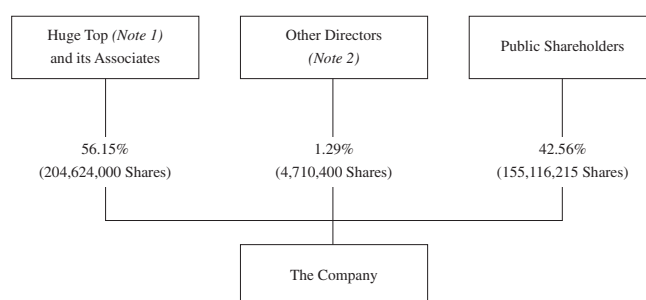 Huge Top (Note 1)
and its Associates
Other Directors
(Note 2)
Public Shareholders
56.15%
(204,624,000 Shares)
1.29%
(4,710,400 Shares)
42.56%
(155,116,215 Shares)
The Company